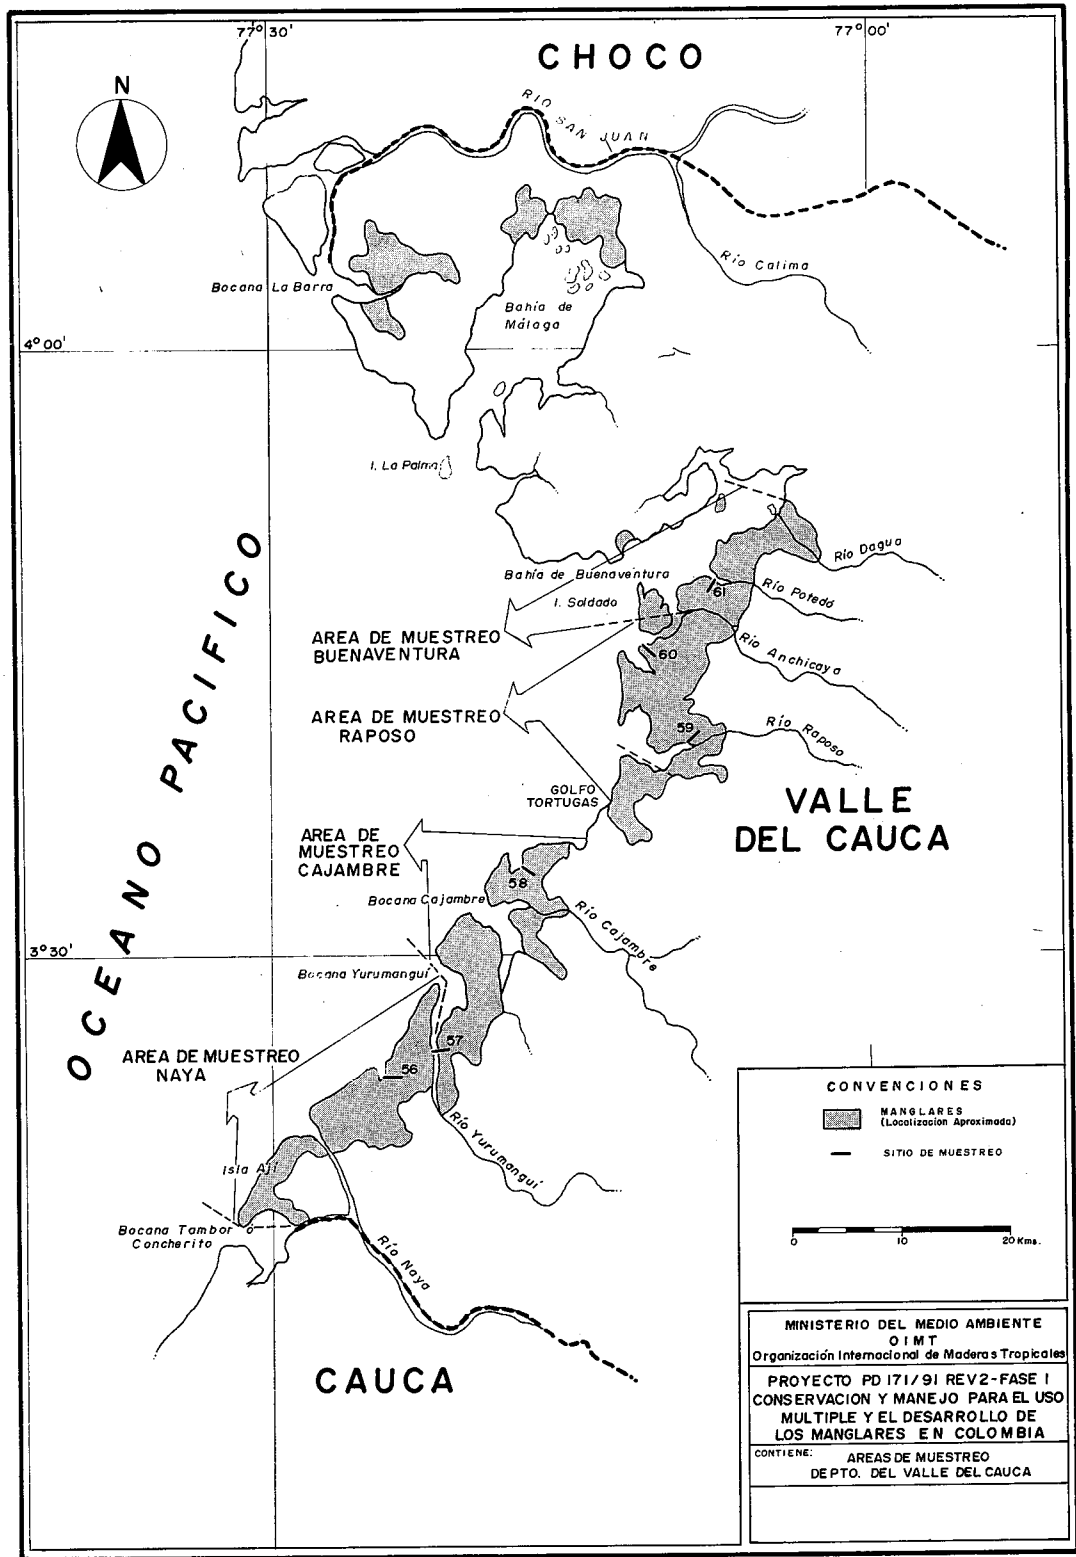 77°30'
77°00'
CHOCO
N
RIO SAN JUAN
Río Calima
Bocana La Barra
Bahía de
Málaga
4°00'
I. La Palma
Río Dagua
Bahía de Buenaventura
Río Potedó
61
I. Soldado
AREA DE MUESTREO
BUENAVENTURA
60
Río Anchicaya
AREA DE MUESTREO
RAPOSO
59
Río Raposo
OCEANO PACIFICO
GOLFO
TORTUGAS
VALLE
DEL CAUCA
AREA DE
MUESTREO
CAJAMBRE
58
Bocana Cajambre
Río Cajambre
3°30'
Bocana Yurumanguí
57
AREA DE MUESTREO
NAYA
56
Río Yurumanguí
Isla Ají
Bocana Tambor
Concherito
Río Naya
CAUCA
CONVENCIONES
MANGLARES
(Localización Aproximada)
SITIO DE MUESTREO
0
10
20 Kms.
MINISTERIO DEL MEDIO AMBIENTE
OIMT
Organización Internacional de Maderas Tropicales
PROYECTO PD 171/91 REV2-FASE I
CONSERVACION Y MANEJO PARA EL USO
MULTIPLE Y EL DESARROLLO DE
LOS MANGLARES EN COLOMBIA
CONTIENE: AREAS DE MUESTREO
DEPTO. DEL VALLE DEL CAUCA